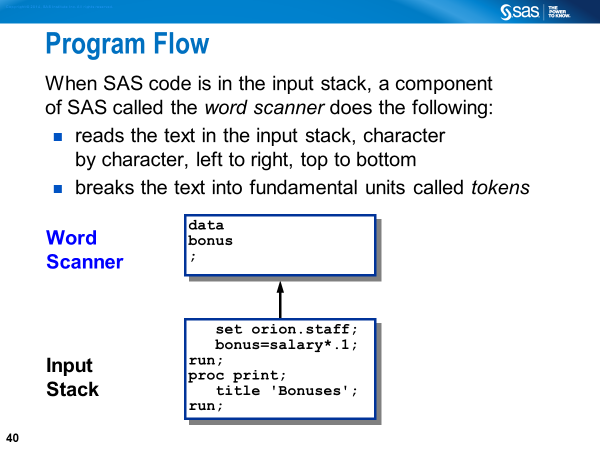 sas THE POWER TO KNOW.
Program Flow
When SAS code is in the input stack, a component
of SAS called the word scanner does the following:
reads the text in the input stack, character
by character, left to right, top to bottom
breaks the text into fundamental units called tokens
Word
Scanner
data
bonus
;
Input
Stack
set orion.staff;
bonus=salary*.1;
run;
proc print;
title 'Bonuses';
run;
40